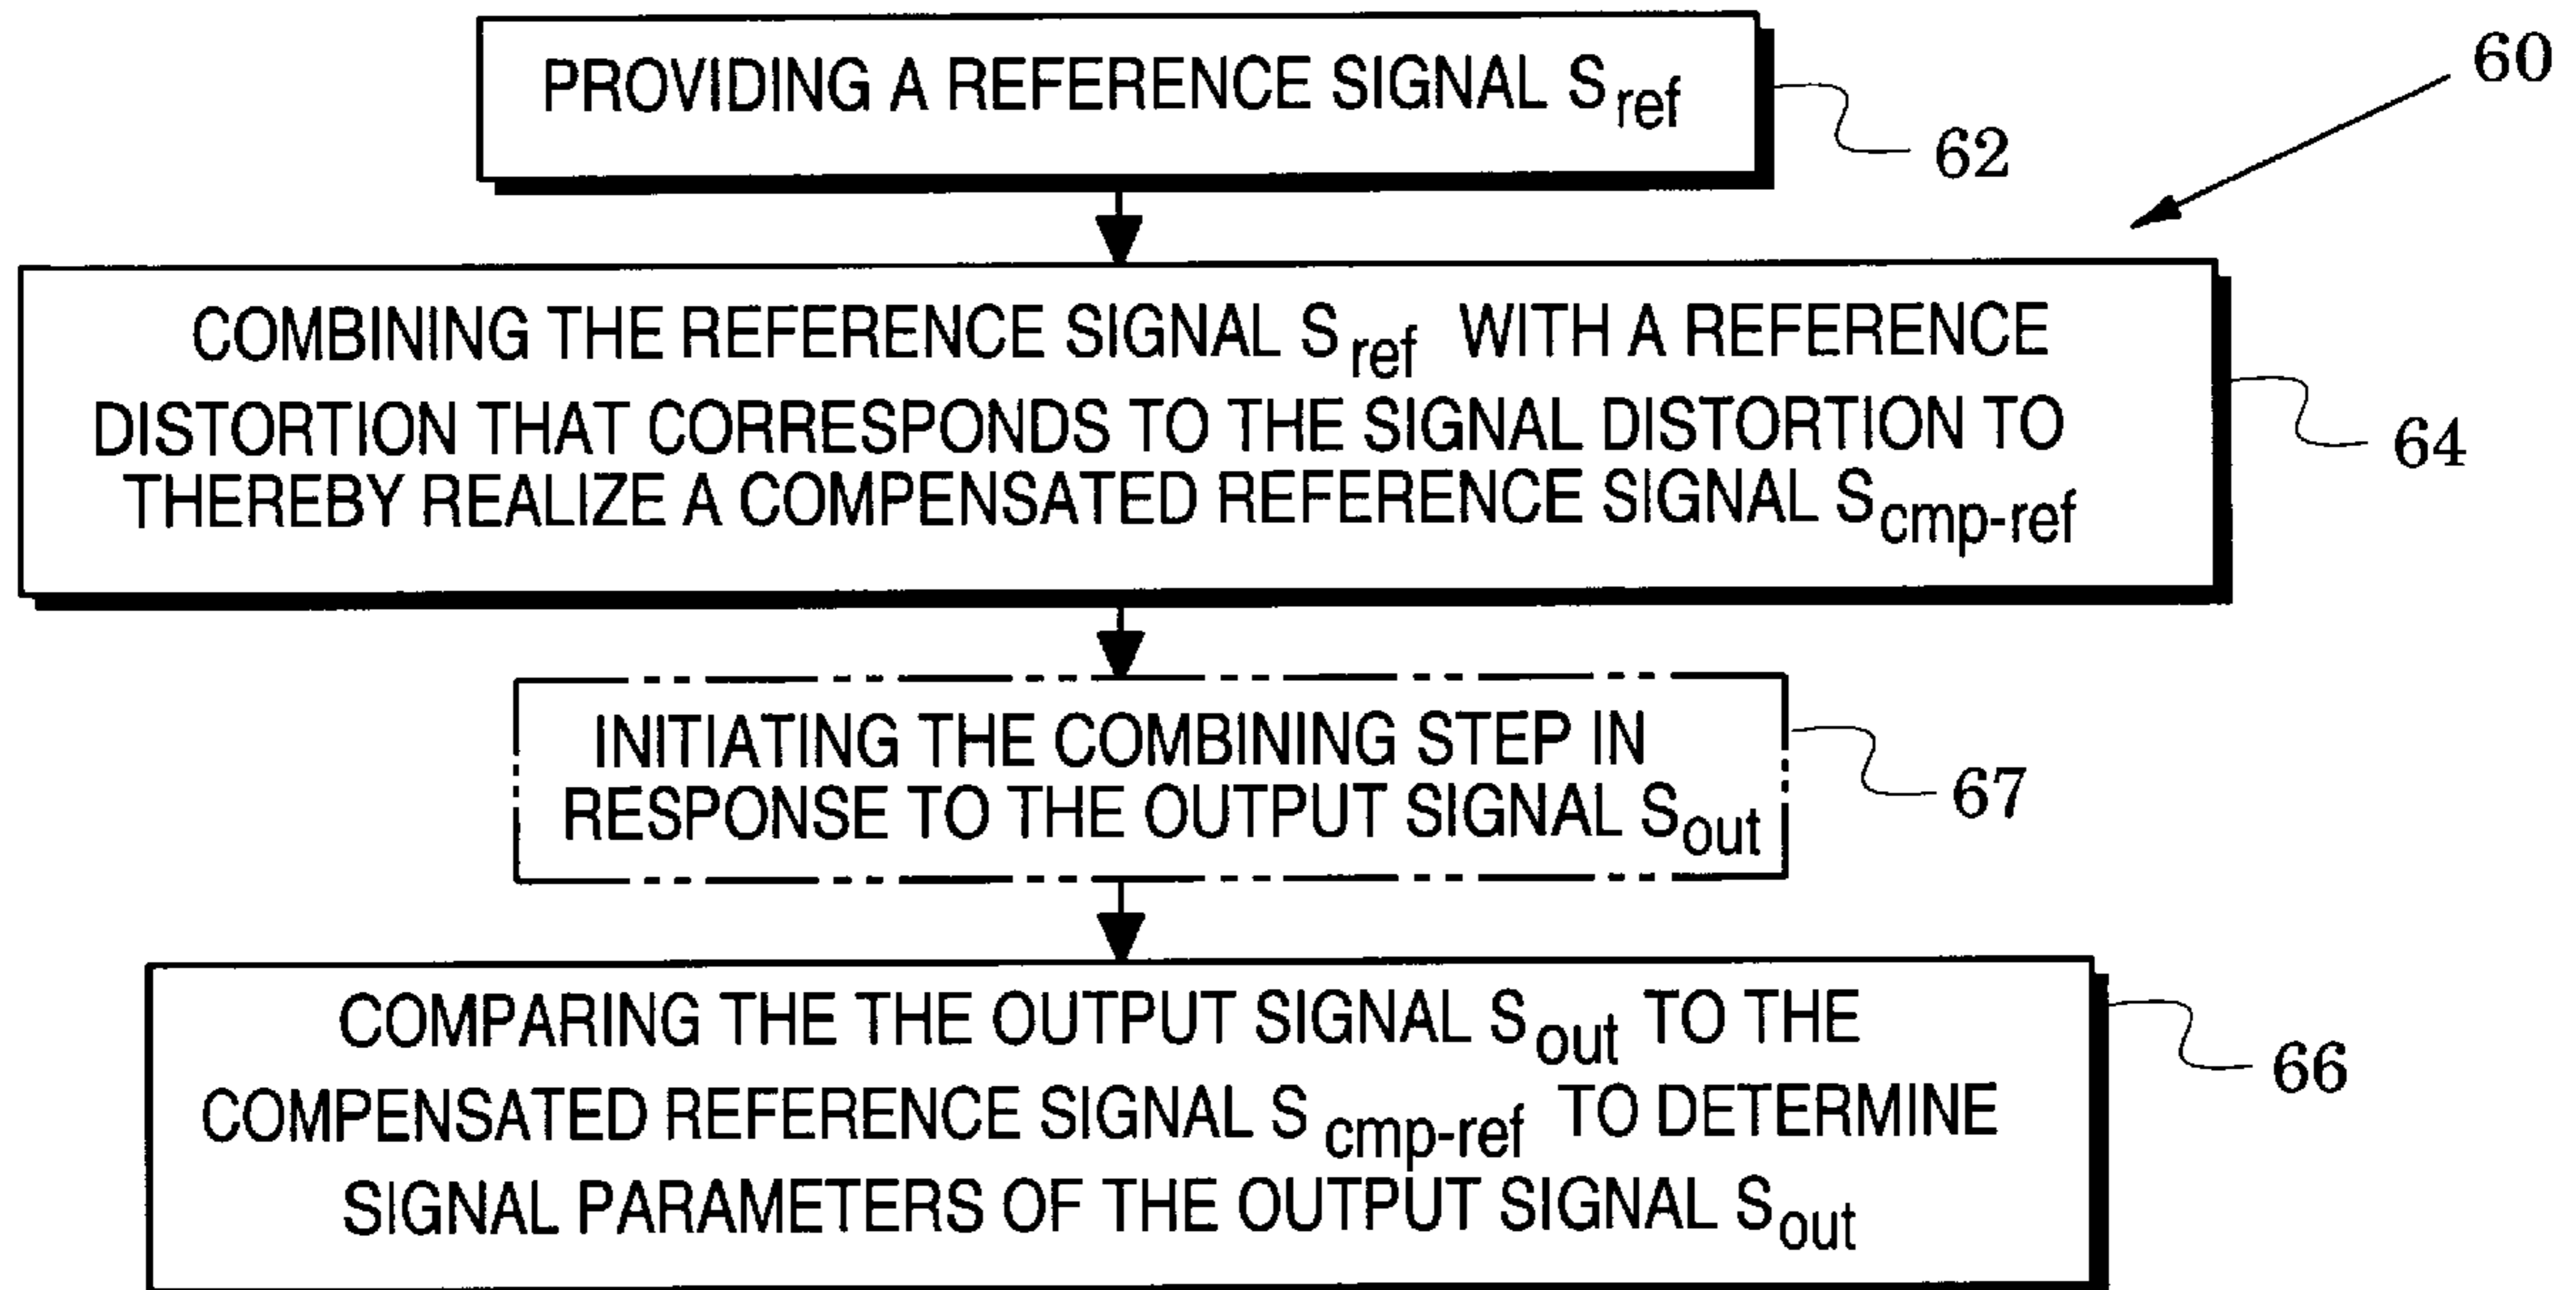 PROVIDING A REFERENCE SIGNAL Sref
60
62
COMBINING THE REFERENCE SIGNAL Sref WITH A REFERENCE
DISTORTION THAT CORRESPONDS TO THE SIGNAL DISTORTION TO
THEREBY REALIZE A COMPENSATED REFERENCE SIGNAL Scmp-ref
64
INITIATING THE COMBINING STEP IN
RESPONSE TO THE OUTPUT SIGNAL Sout
67
COMPARING THE THE OUTPUT SIGNAL Sout TO THE
COMPENSATED REFERENCE SIGNAL Scmp-ref TO DETERMINE
SIGNAL PARAMETERS OF THE OUTPUT SIGNAL Sout
66